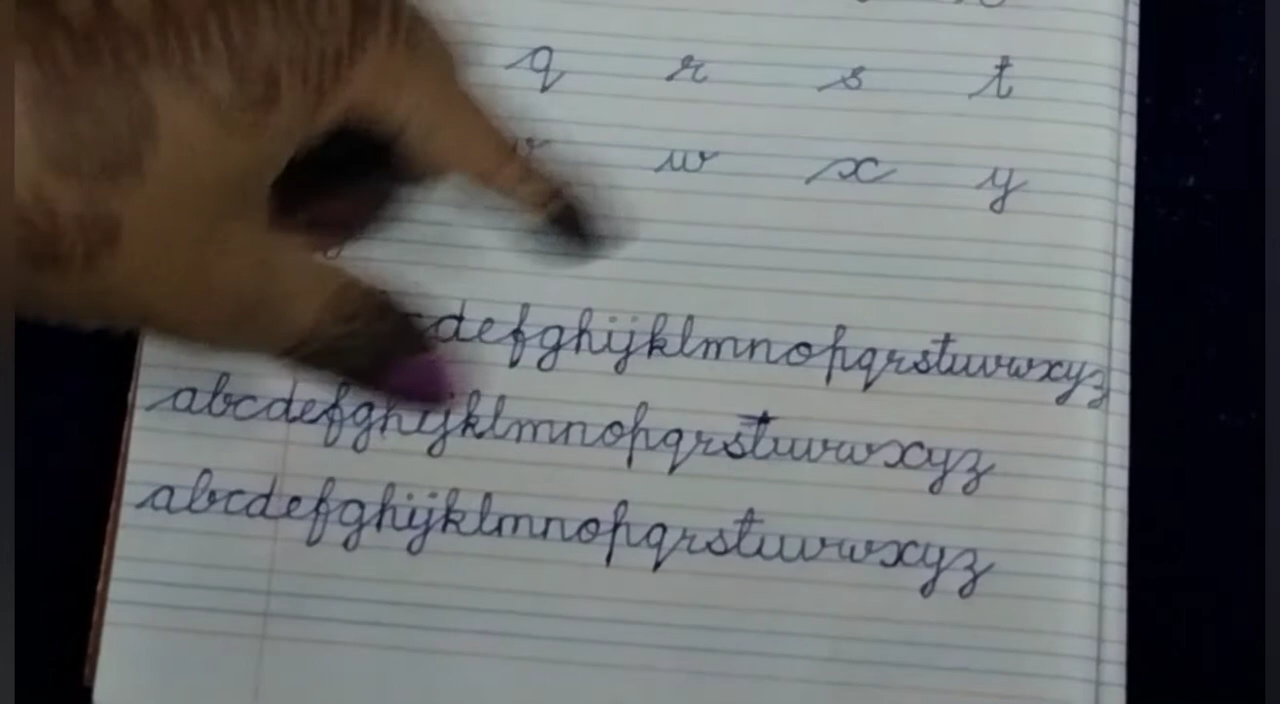 q r s t
w x y
defghijklmnopqrstuvwxyz
abcdefghijklmnopqrstuvwxyz
abcdefghijklmnopqrstuvwxyz